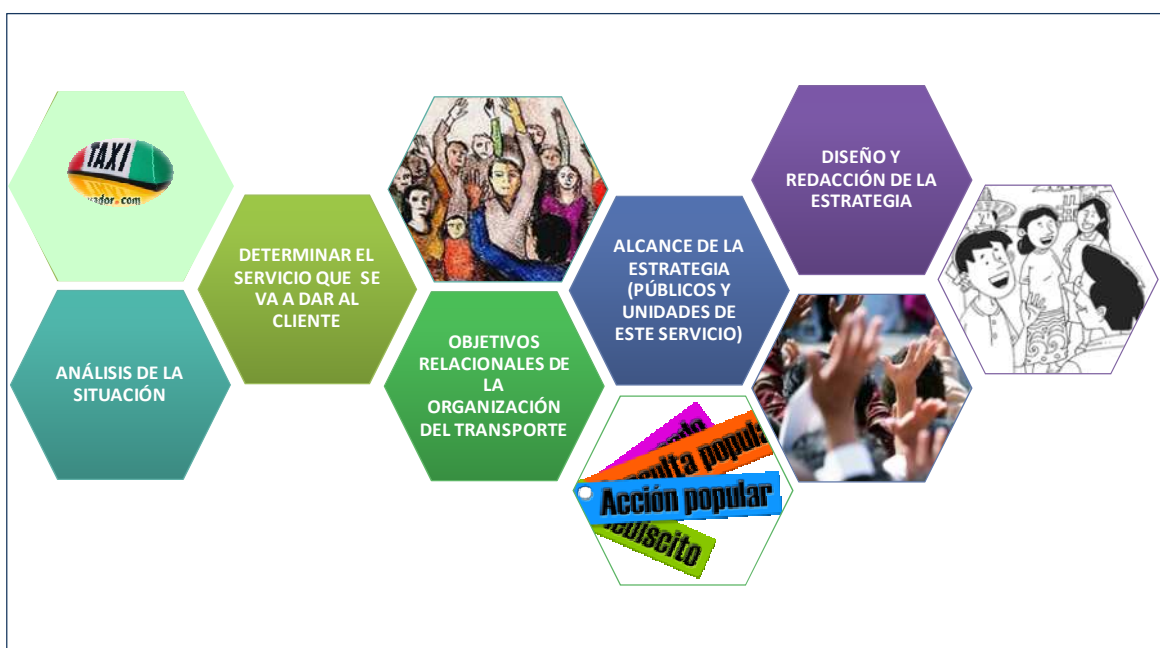 TAXI
ANÁLISIS DE LA
SITUACIÓN
DETERMINAR EL
SERVICIO QUE SE
VA A DAR AL
CLIENTE
OBJETIVOS
RELACIONALES DE
LA
ORGANIZACIÓN
DEL TRANSPORTE
popula
Acción popular
ALCANCE DE LA
ESTRATEGIA
(PÚBLICOS Y
UNIDADES DE
ESTE SERVICIO)
DISEÑO Y
REDACCIÓN DE LA
ESTRATEGIA